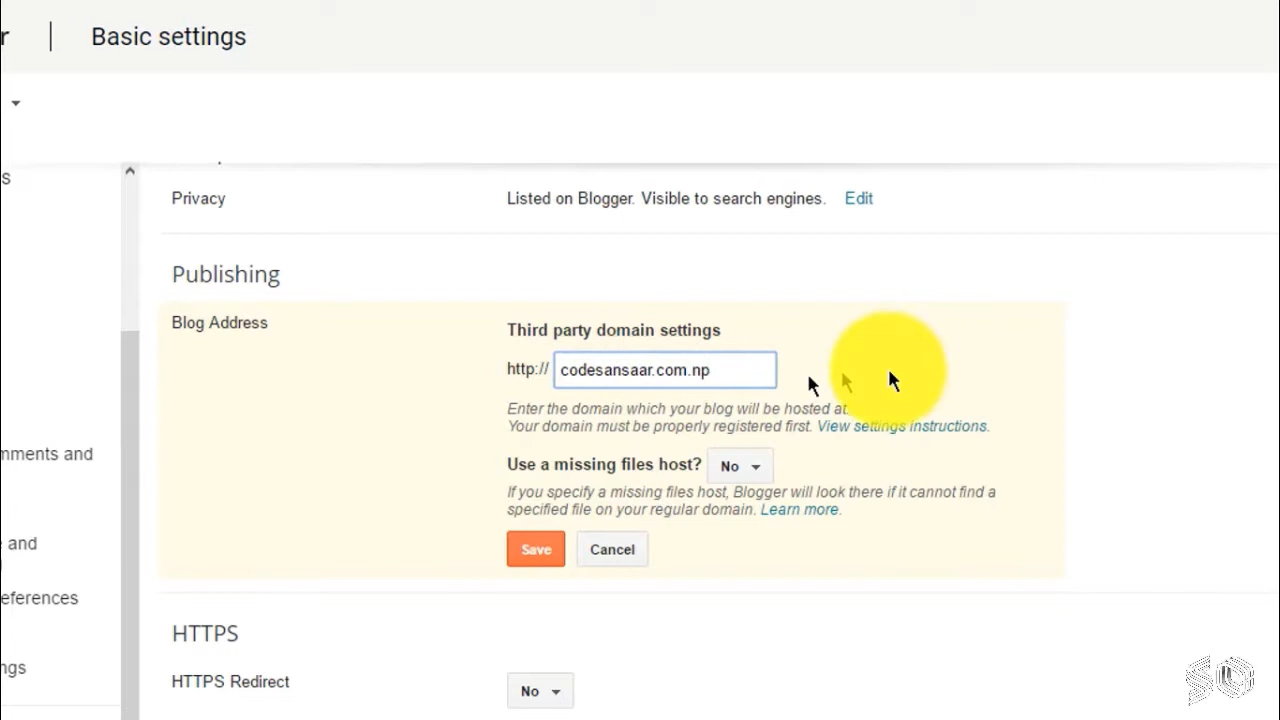 r | Basic settings
s
Privacy Listed on Blogger. Visible to search engines. Edit
Publishing
Blog Address Third party domain settings
http:// codesansaar.com.np
Enter the domain which your blog will be hosted at.
Your domain must be properly registered first. View settings instructions.
mments and
Use a missing files host? No
If you specify a missing files host, Blogger will look there if it cannot find a
specified file on your regular domain. Learn more.
and
Save Cancel
eferences
HTTPS
ngs
HTTPS Redirect No